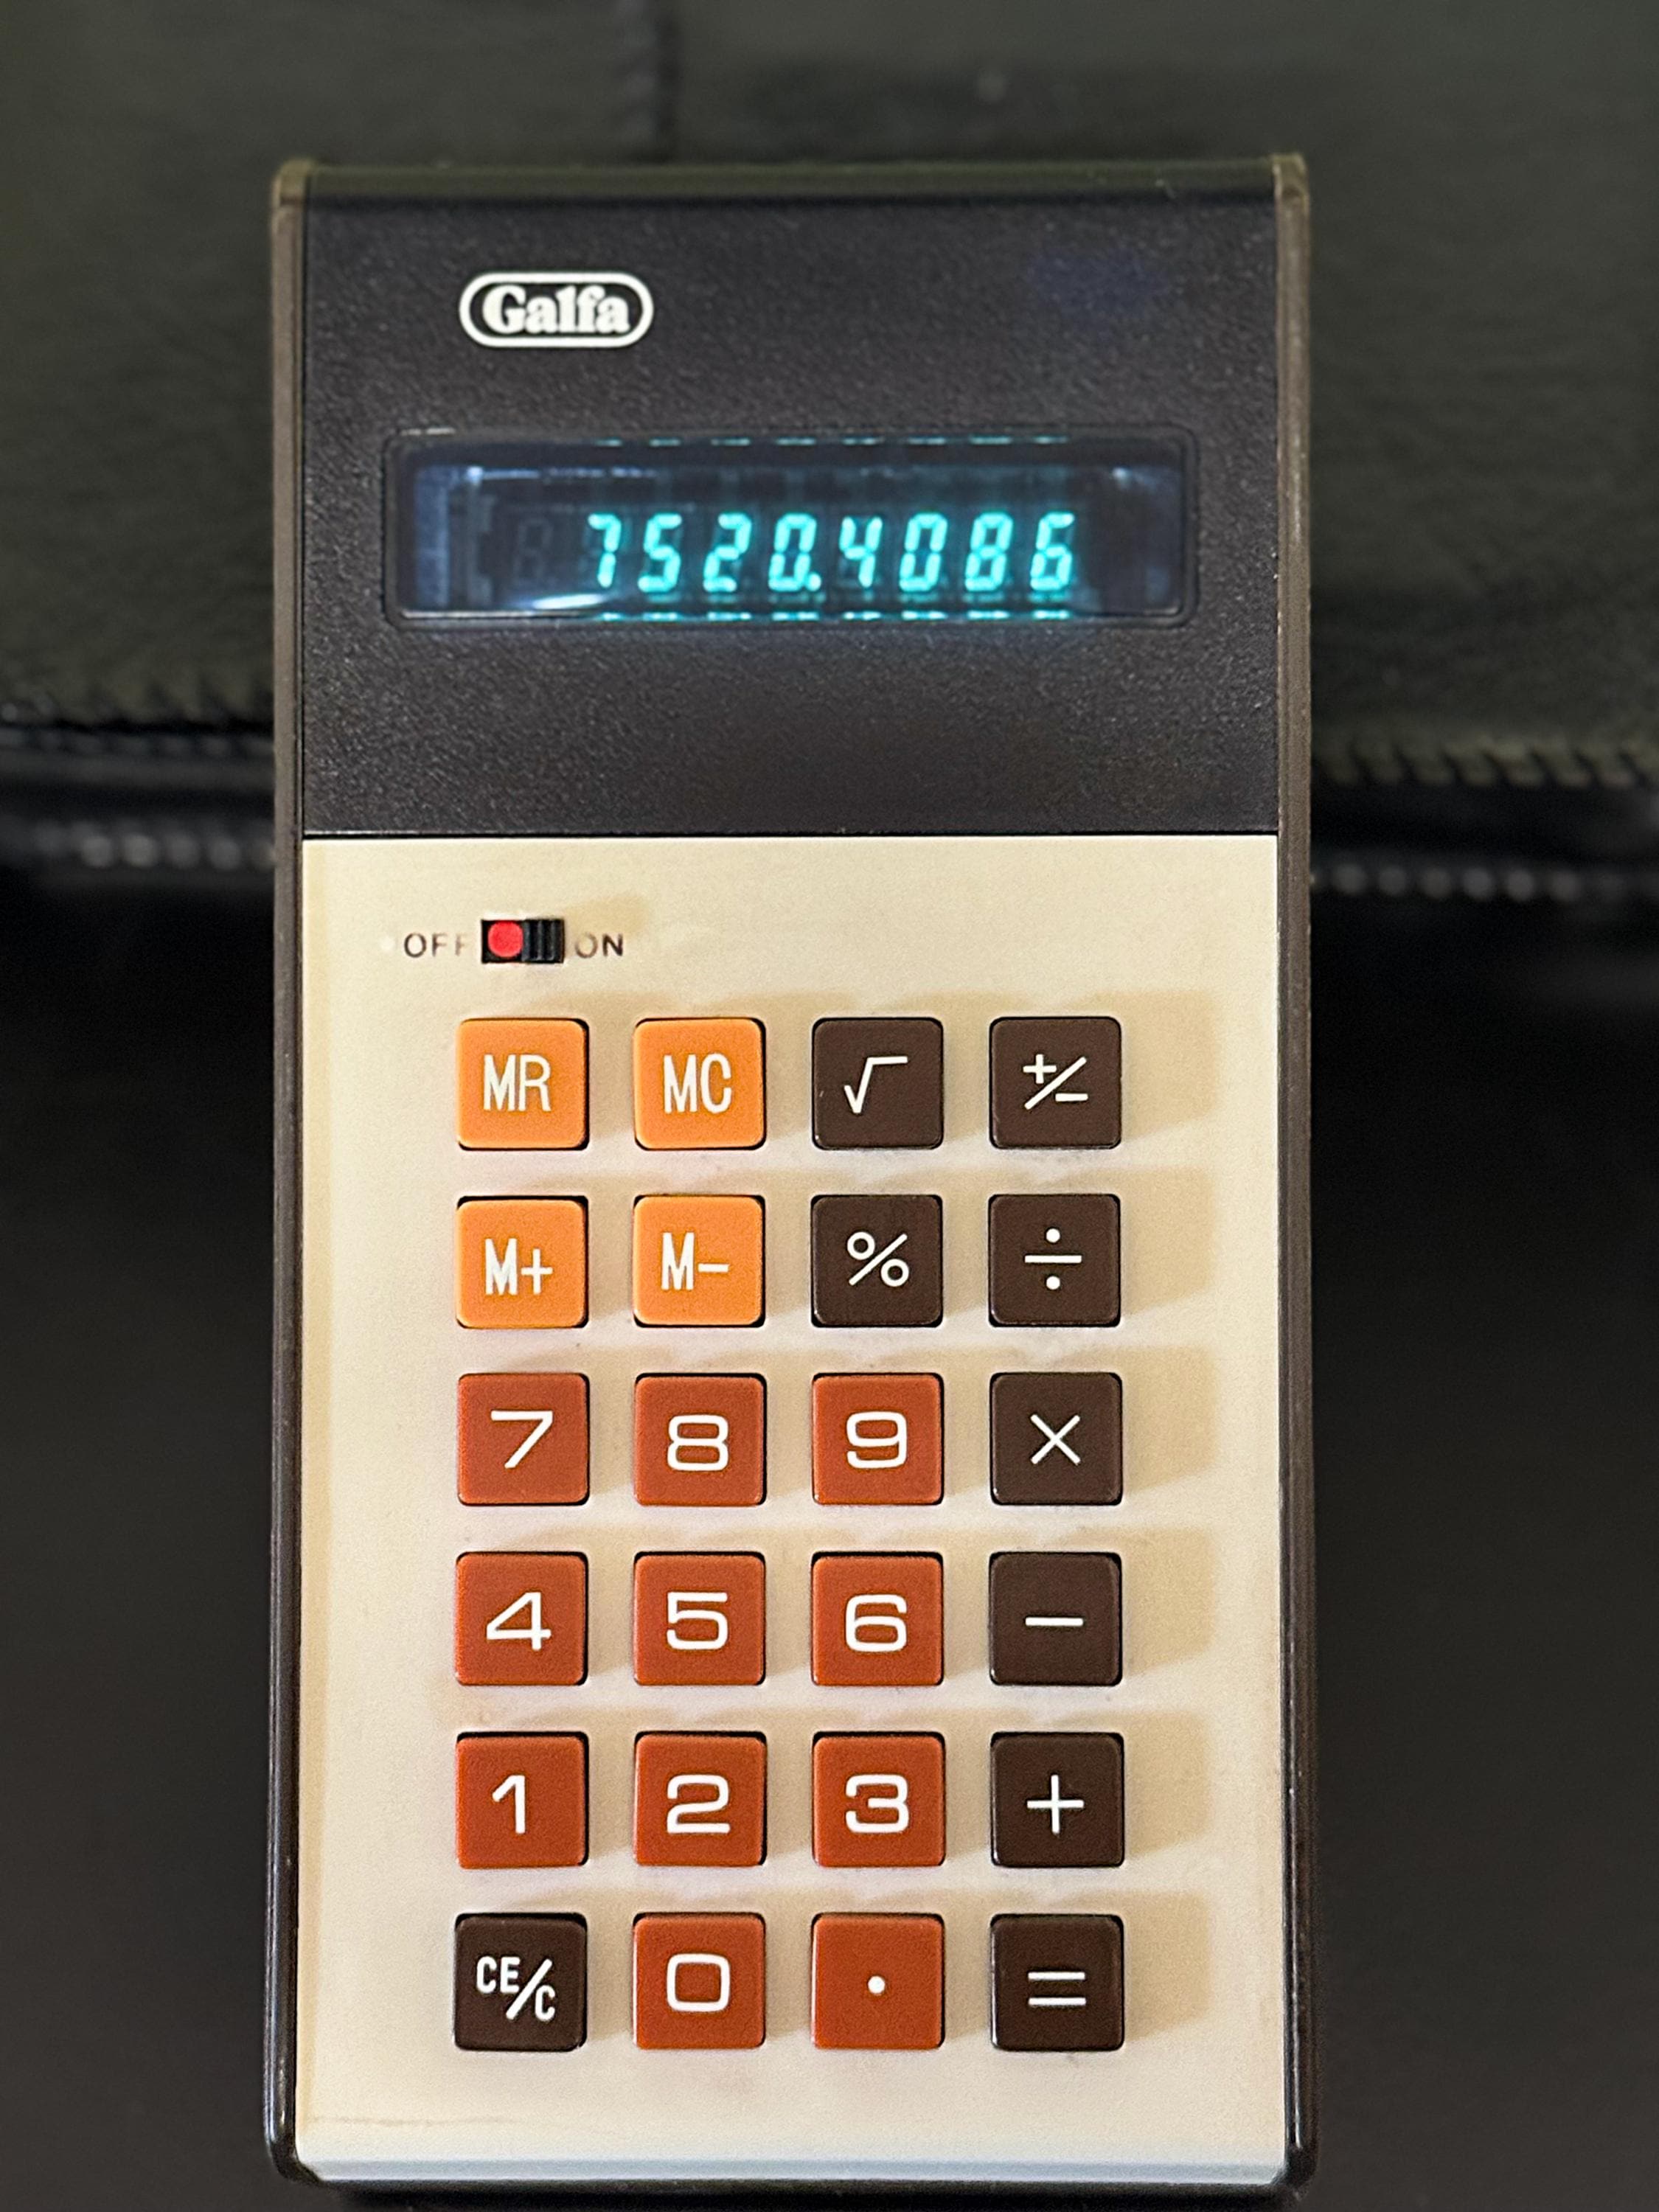 Galfa
7520.4086
OFF ON
MR MC √ +/-
M+ M- % ÷
7 8 9 ×
4 5 6 -
1 2 3 +
CE/C 0 . =